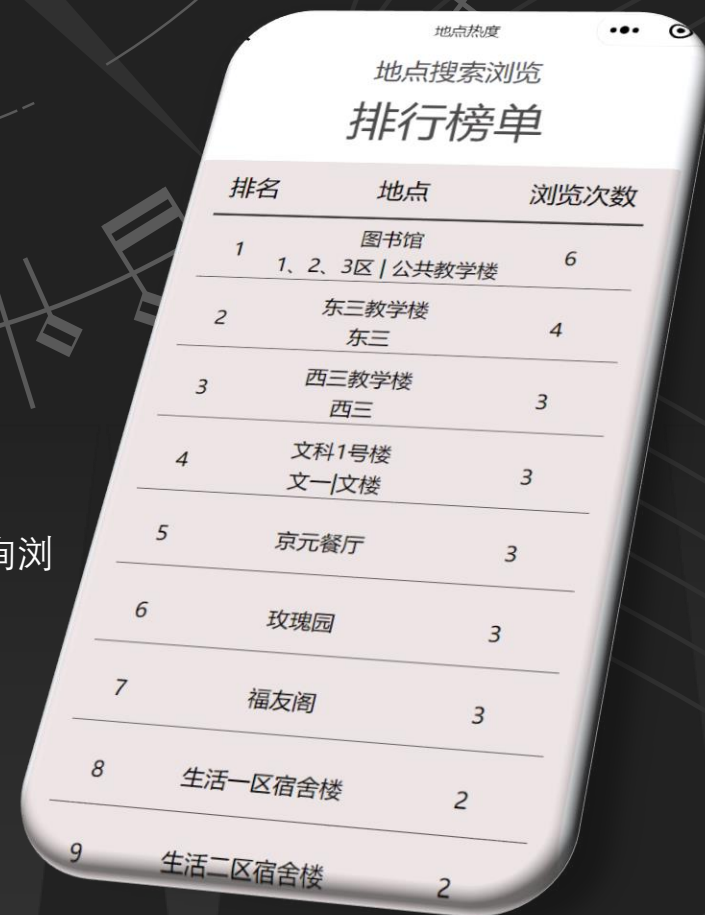 地点热度
地点搜索浏览
排行榜单
排名 地点 浏览次数
1 图书馆 6
1、2、3区 | 公共教学楼
2 东三教学楼 4
东三
3 西三教学楼 3
西三
4 文科1号楼 3
文一|文楼
询浏
5 京元餐厅 3
6 玫瑰园 3
7 福友阁 3
8 生活一区宿舍楼 2
9 生活二区宿舍楼 2